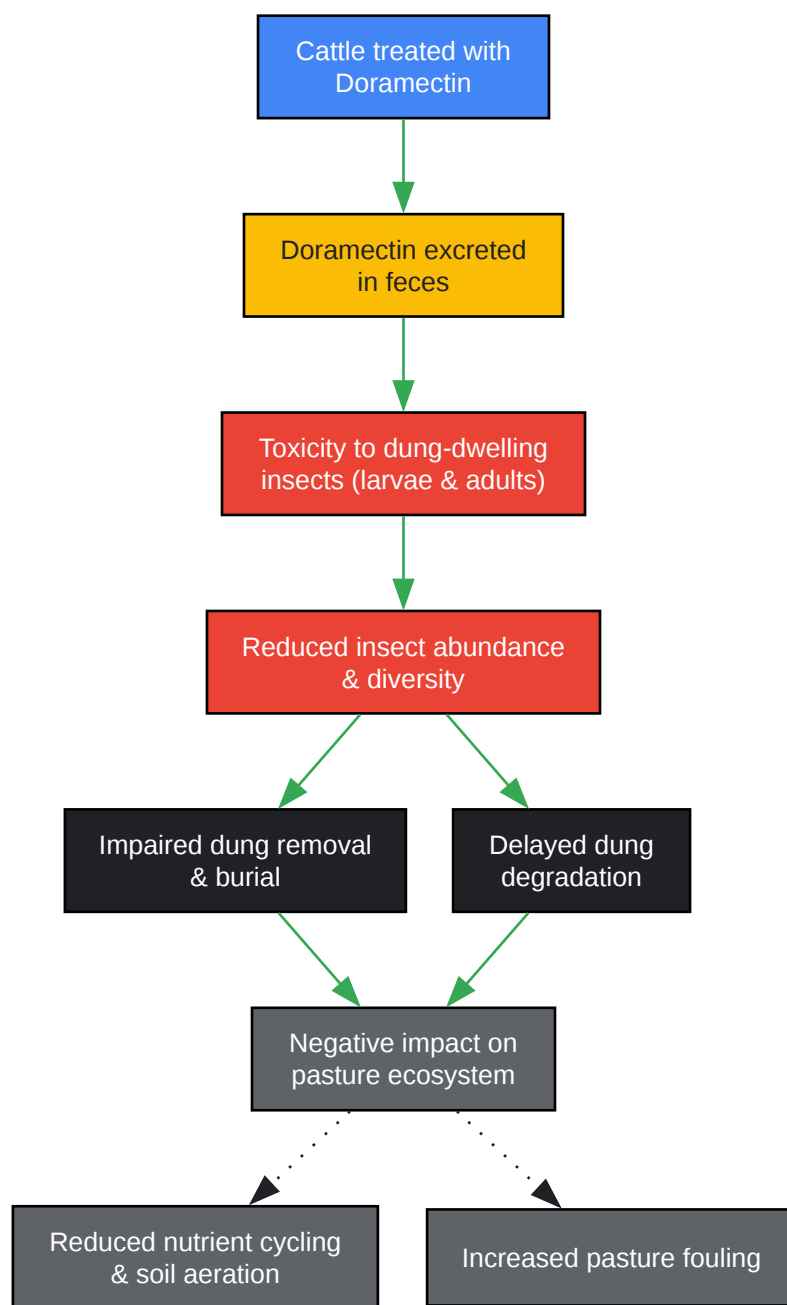 Cattle treated with
Doramectin
Doramectin excreted
in feces
Toxicity to dung-dwelling
insects (larvae & adults)
Reduced insect abundance
& diversity
Impaired dung removal
& burial
Delayed dung
degradation
Negative impact on
pasture ecosystem
Reduced nutrient cycling
& soil aeration
Increased pasture fouling